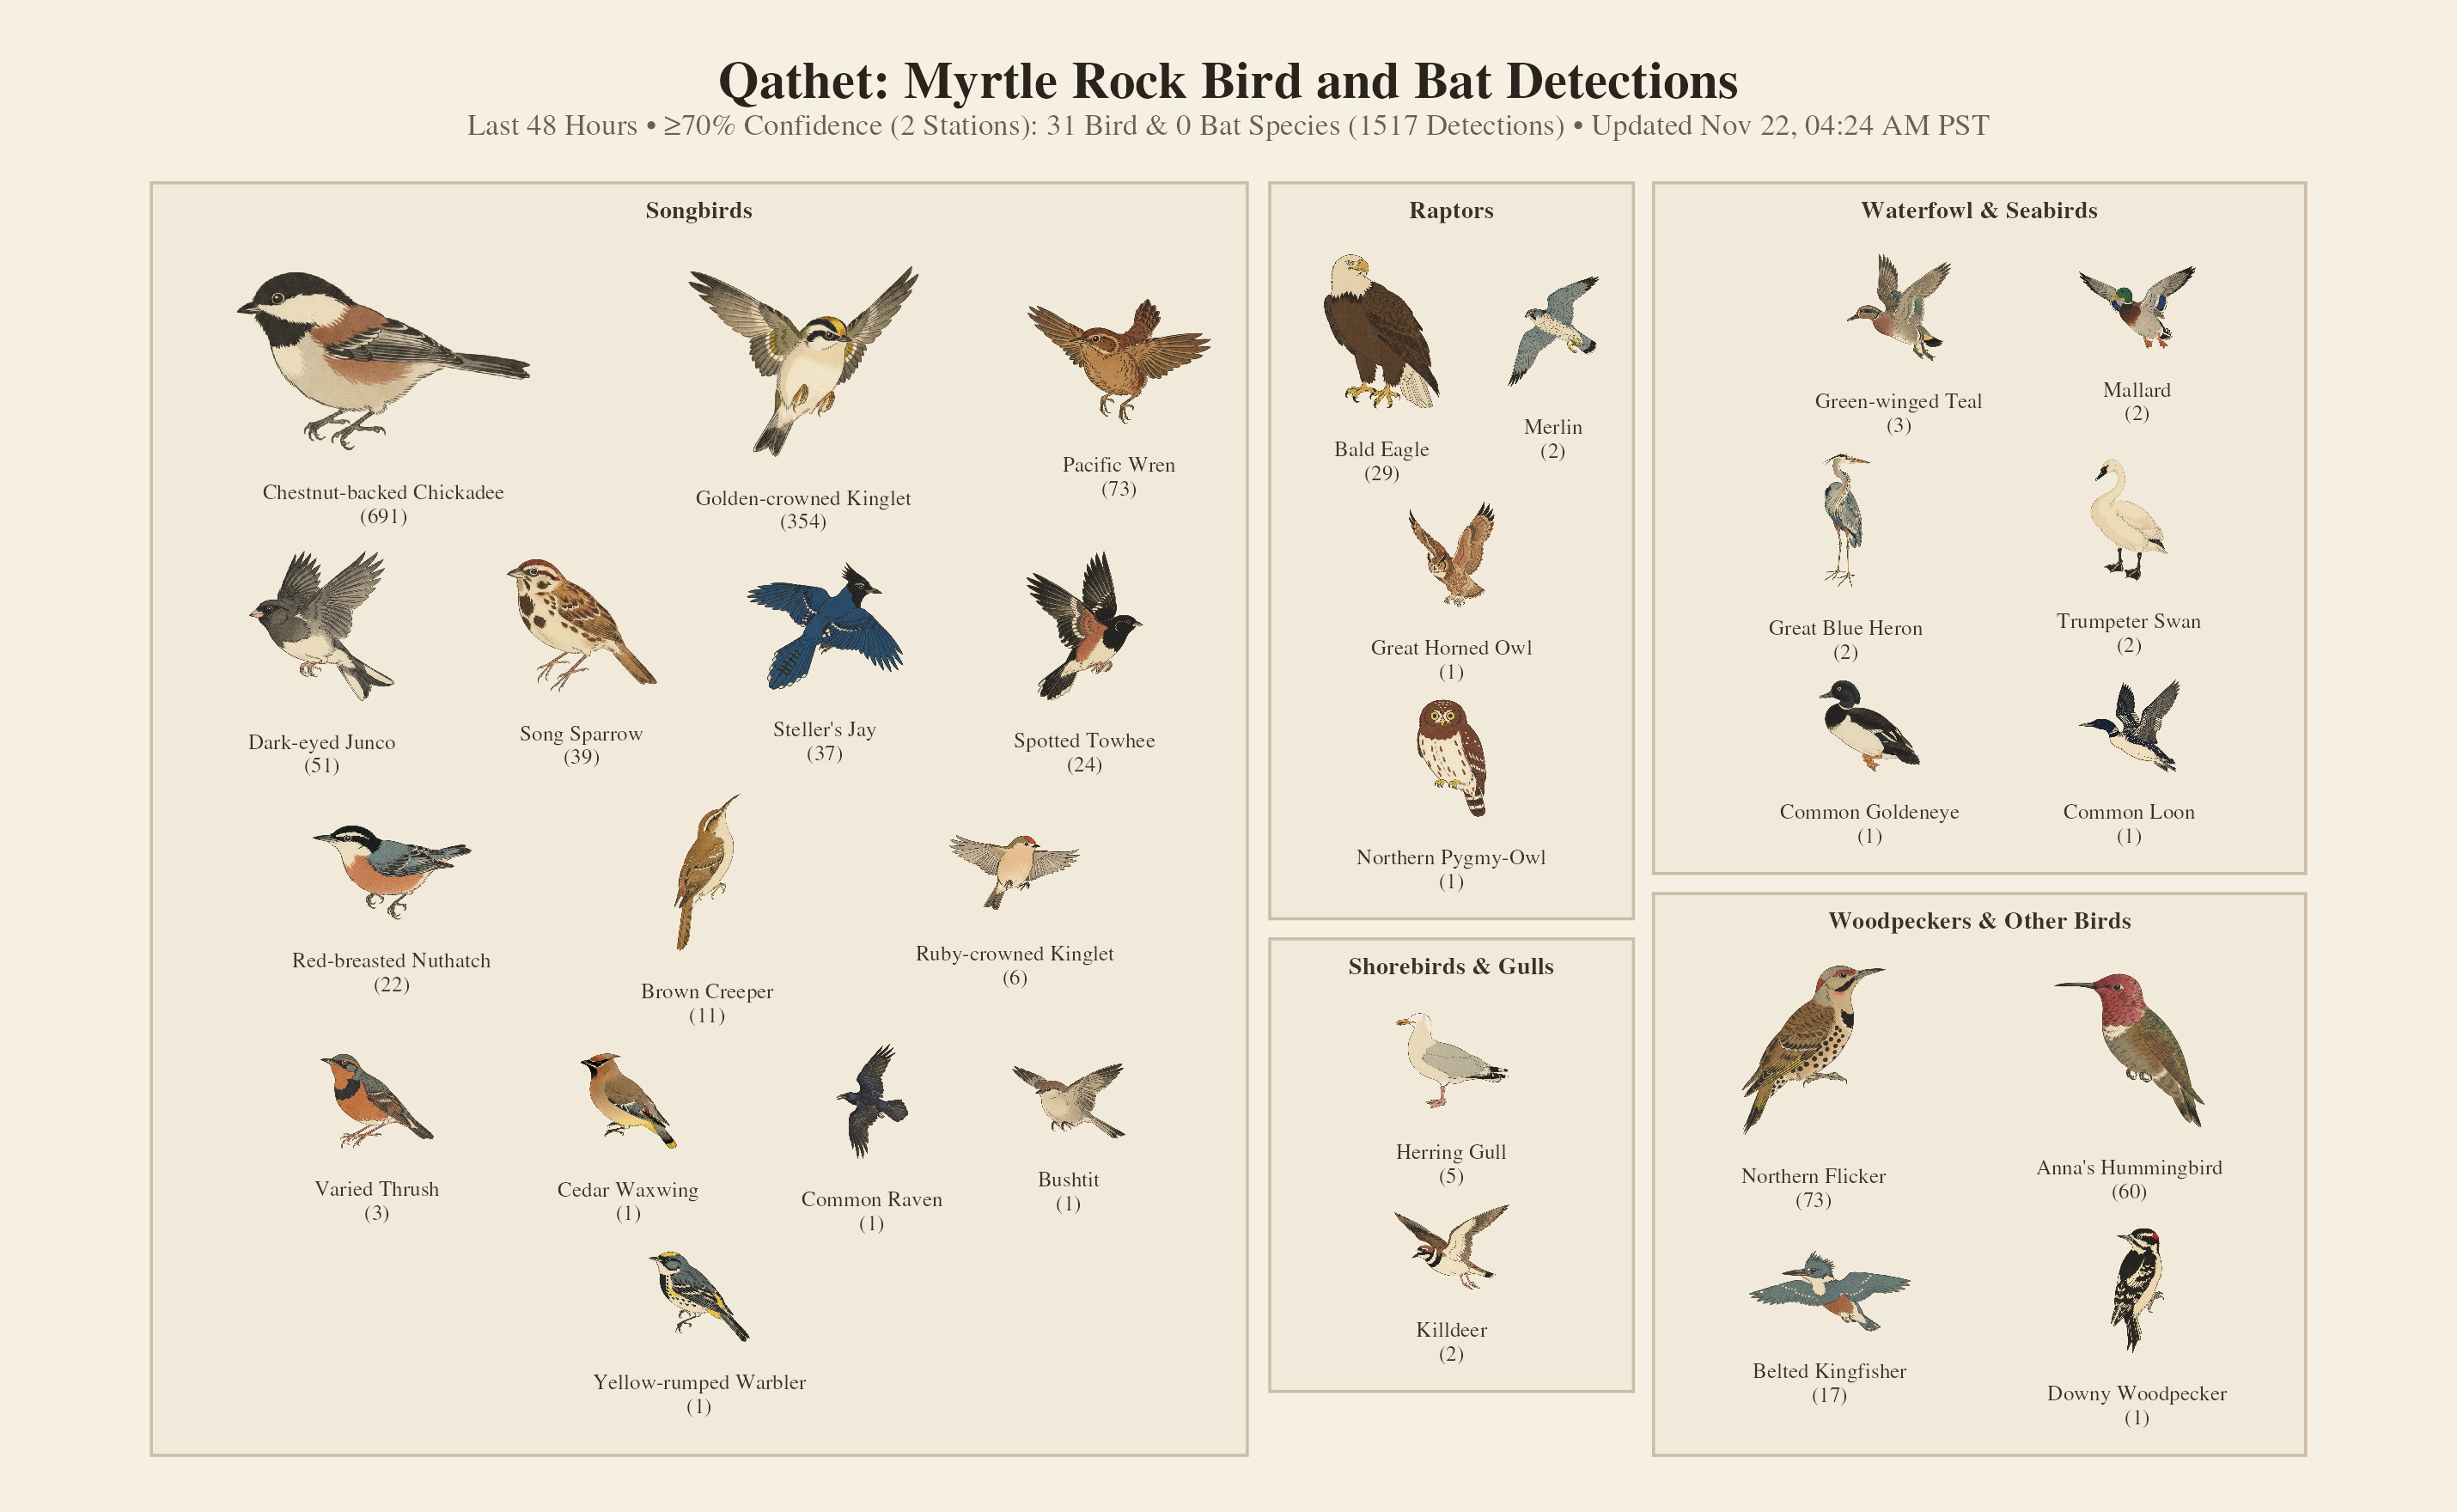 Qathet: Myrtle Rock Bird and Bat Detections
Last 48 Hours • ≥70% Confidence (2 Stations): 31 Bird & 0 Bat Species (1517 Detections) • Updated Nov 22, 04:24 AM PST
Songbirds
Chestnut-backed Chickadee
(691)
Golden-crowned Kinglet
(354)
Pacific Wren
(73)
Dark-eyed Junco
(51)
Song Sparrow
(39)
Steller's Jay
(37)
Spotted Towhee
(24)
Red-breasted Nuthatch
(22)
Brown Creeper
(11)
Ruby-crowned Kinglet
(6)
Varied Thrush
(3)
Cedar Waxwing
(1)
Common Raven
(1)
Bushtit
(1)
Yellow-rumped Warbler
(1)
Raptors
Bald Eagle
(29)
Merlin
(2)
Great Horned Owl
(1)
Northern Pygmy-Owl
(1)
Shorebirds & Gulls
Herring Gull
(5)
Killdeer
(2)
Waterfowl & Seabirds
Green-winged Teal
(3)
Mallard
(2)
Great Blue Heron
(2)
Trumpeter Swan
(2)
Common Goldeneye
(1)
Common Loon
(1)
Woodpeckers & Other Birds
Northern Flicker
(73)
Anna's Hummingbird
(60)
Belted Kingfisher
(17)
Downy Woodpecker
(1)